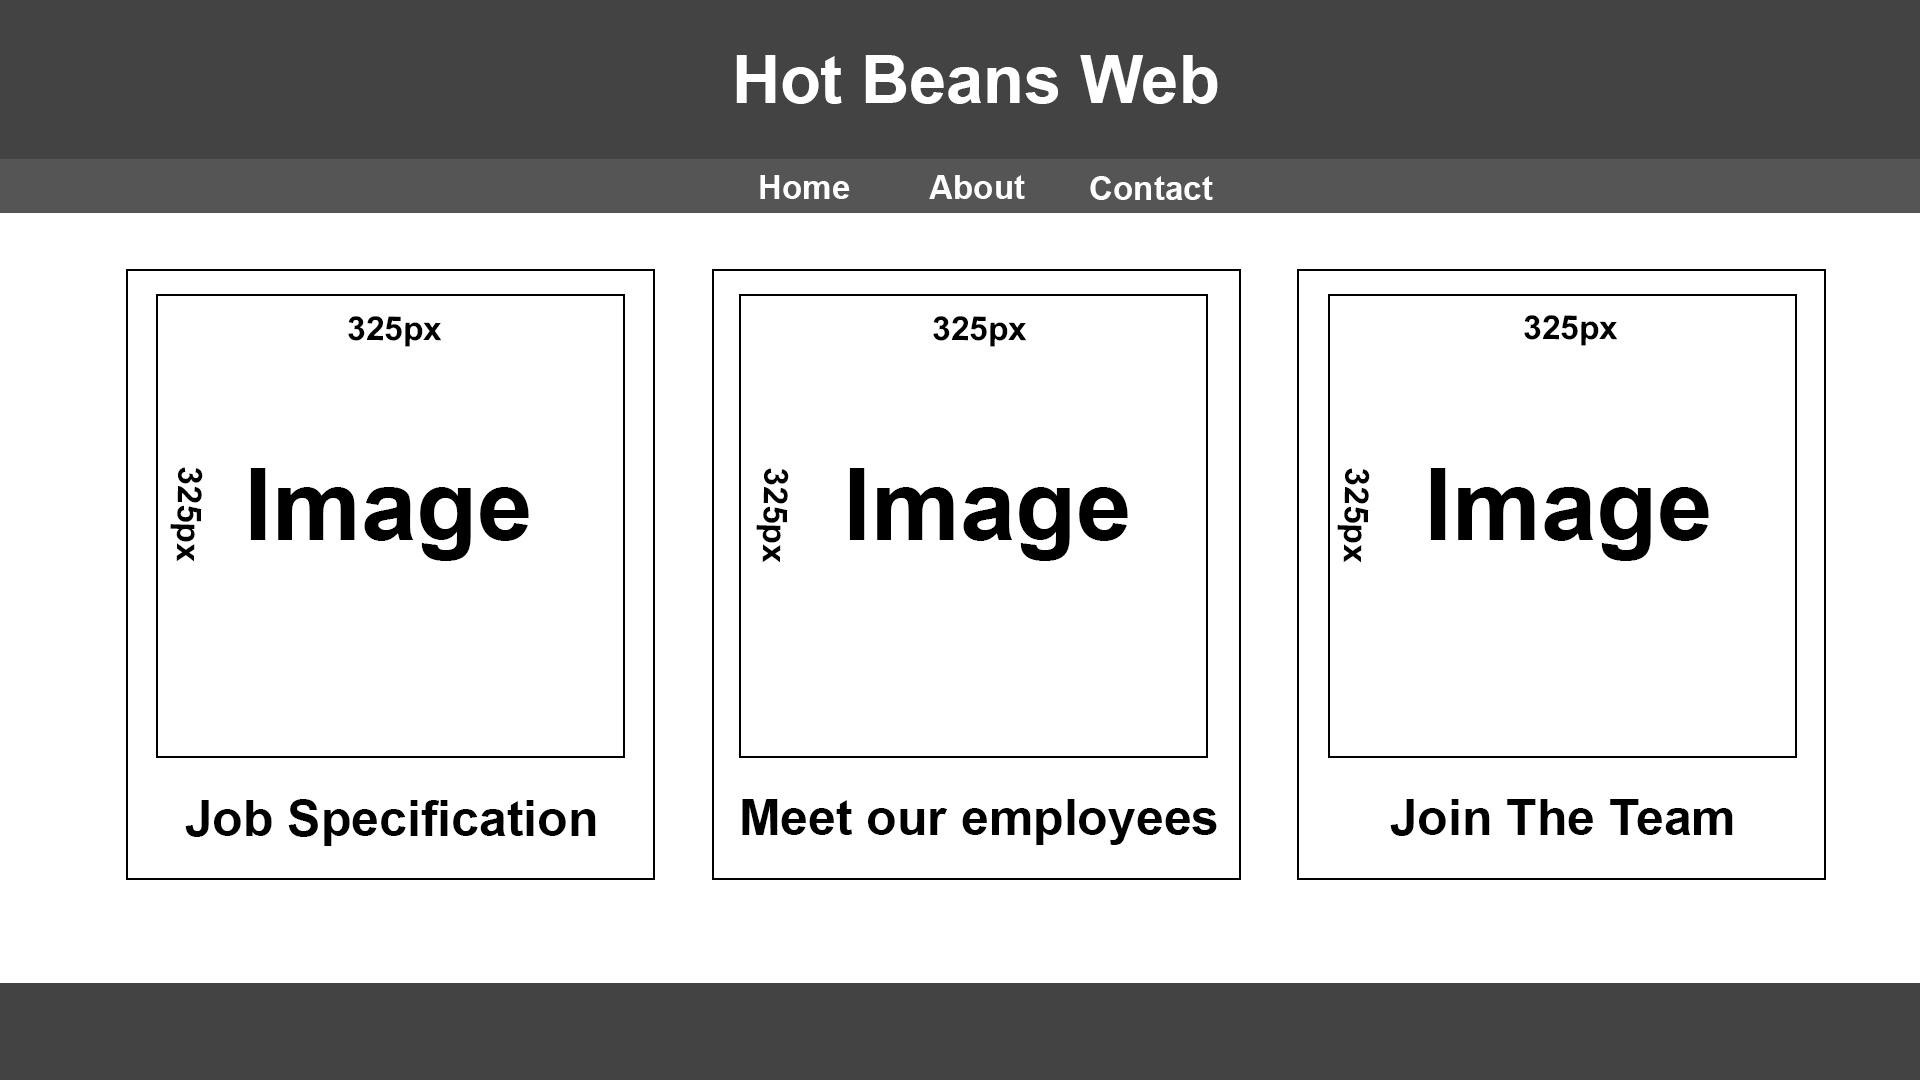 Hot Beans Web
Home About Contact
325px
325px
Image
Job Specification
325px
325px
Image
Meet our employees
325px
325px
Image
Join The Team